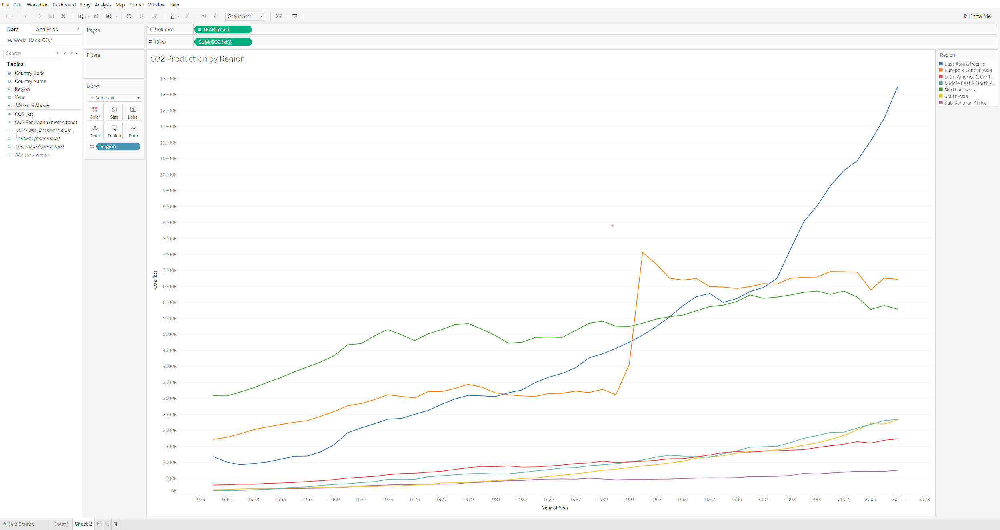 File Data Worksheet Dashboard Story Analysis Map Format Window Help
Standard
Show Me
Data Analytics
World_Bank_CO2
Search
Tables
Country Code
Country Name
Abc Region
Year
Abc Measure Names
# CO2 (kt)
# CO2 Per Capita (metric tons)
# CO2 Data Cleaned (Count)
Latitude (generated)
Longitude (generated)
# Measure Values
Pages
Filters
Marks
Automatic
Color Size Label
Detail Tooltip Path
Region
Columns YEAR(Year)
Rows SUM(CO2 (kt))
CO2 Production by Region
13000K
12500K
12000K
11500K
11000K
10500K
10000K
9500K
9000K
8500K
8000K
7500K
7000K
6500K
6000K
5500K
5000K
4500K
4000K
3500K
3000K
2500K
2000K
1500K
1000K
500K
0K
CO2 (kt)
1959 1961 1963 1965 1967 1969 1971 1973 1975 1977 1979 1981 1983 1985 1987 1989 1991 1993 1995 1997 1999 2001 2003 2005 2007 2009 2011 2013
Year of Year
Region
East Asia & Pacific
Europe & Central Asia
Latin America & Carib..
Middle East & North A..
North America
South Asia
Sub-Saharan Africa
Data Source Sheet 1 Sheet 2